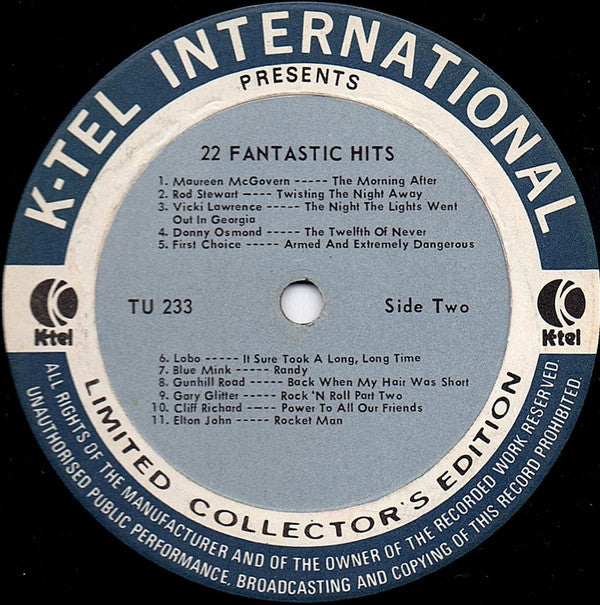 K-TEL INTERNATIONAL
PRESENTS
22 FANTASTIC HITS
1. Maureen McGovern ----- The Morning After
2. Rod Stewart ---- Twisting The Night Away
3. Vicki Lawrence ----- The Night The Lights Went
Out In Georgia
4. Donny Osmond ----- The Twelfth Of Never
5. First Choice ----- Armed And Extremely Dangerous
K-tel
TU 233
Side Two
K-tel
6. Lobo ----- It Sure Took A Long, Long Time
7. Blue Mink ----- Randy
8. Gunhill Road ----- Back When My Hair Was Short
9. Gary Glitter ----- Rock 'N Roll Part Two
10. Cliff Richard ---- Power To All Our Friends
11. Elton John ----- Rocket Man
LIMITED COLLECTOR'S EDITION
ALL RIGHTS OF THE MANUFACTURER AND OF THE OWNER OF THE RECORDED WORK RESERVED.
UNAUTHORISED PUBLIC PERFORMANCE, BROADCASTING AND COPYING OF THIS RECORD PROHIBITED.